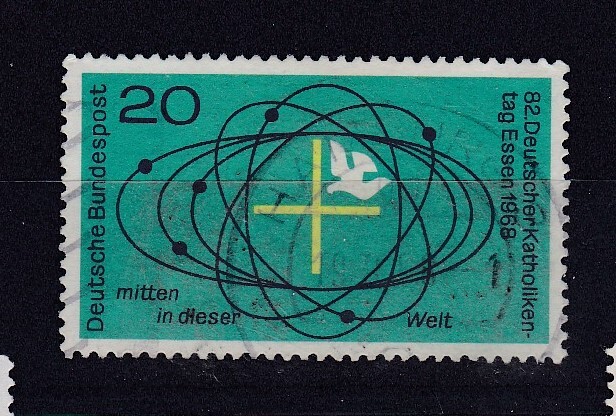 Deutsche Bundespost
20
82.Deutscher Katholiken-
tag Essen 1968
mitten
in dieser
Welt